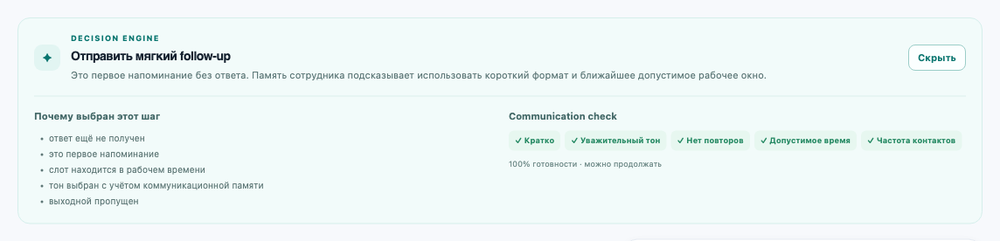 DECISION ENGINE
Отправить мягкий follow-up
Это первое напоминание без ответа. Память сотрудника подсказывает использовать короткий формат и ближайшее допустимое рабочее окно.
Скрыть
Почему выбран этот шаг
• ответ ещё не получен
• это первое напоминание
• слот находится в рабочем времени
• тон выбран с учётом коммуникационной памяти
• выходной пропущен
Communication check
✓ Кратко ✓ Уважительный тон ✓ Нет повторов ✓ Допустимое время ✓ Частота контактов
100% готовности · можно продолжать